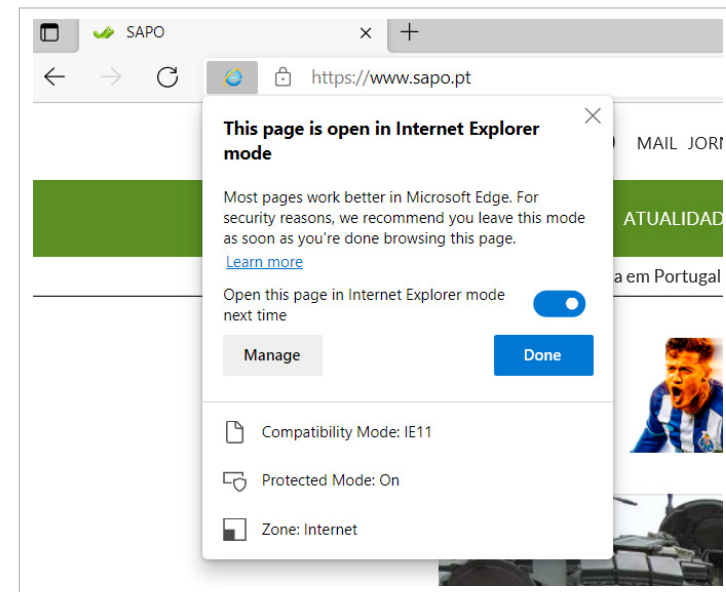 SAPO
https://www.sapo.pt
This page is open in Internet Explorer
mode
MAIL JORN
Most pages work better in Microsoft Edge. For
security reasons, we recommend you leave this mode
as soon as you're done browsing this page.
Learn more
ATUALIDAD
a em Portugal
Open this page in Internet Explorer mode
next time
Manage
Done
Compatibility Mode: IE11
Protected Mode: On
Zone: Internet